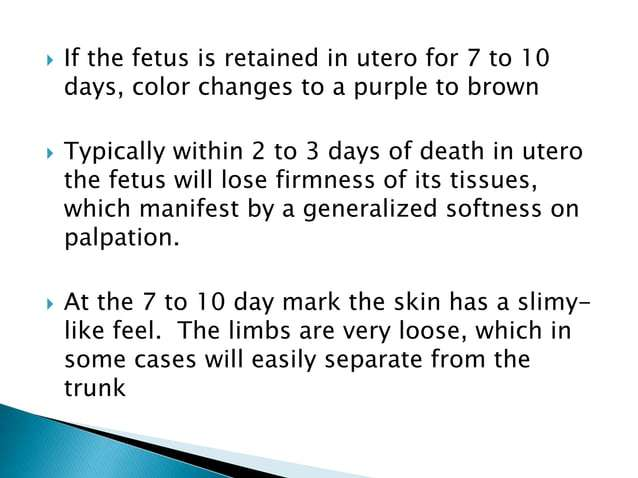 If the fetus is retained in utero for 7 to 10
days, color changes to a purple to brown
Typically within 2 to 3 days of death in utero
the fetus will lose firmness of its tissues,
which manifest by a generalized softness on
palpation.
At the 7 to 10 day mark the skin has a slimy-
like feel.  The limbs are very loose, which in
some cases will easily separate from the
trunk